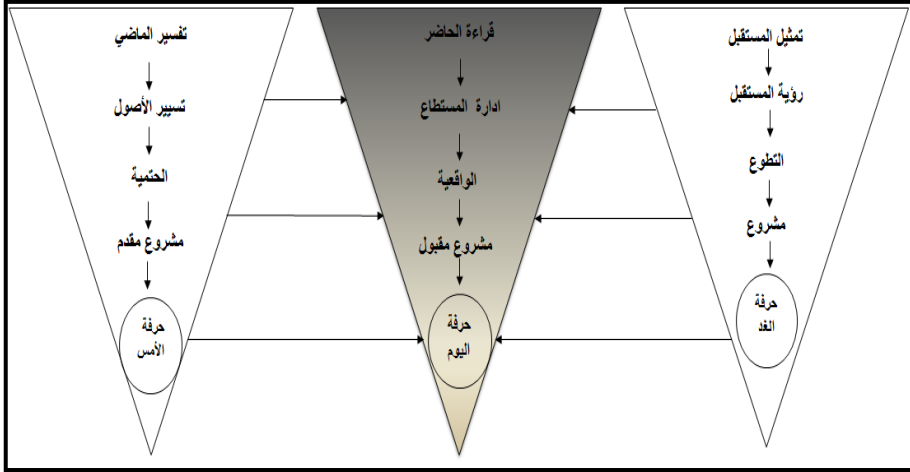 تمثيل المستقبل
رؤية المستقبل
التطوع
مشروع
حرفة
الغد
قراءة الحاضر
ادارة المستطاع
الواقعية
مشروع مقبول
حرفة
اليوم
تفسير الماضي
تسيير الأصول
الحتمية
مشروع مقدم
حرفة
الأمس